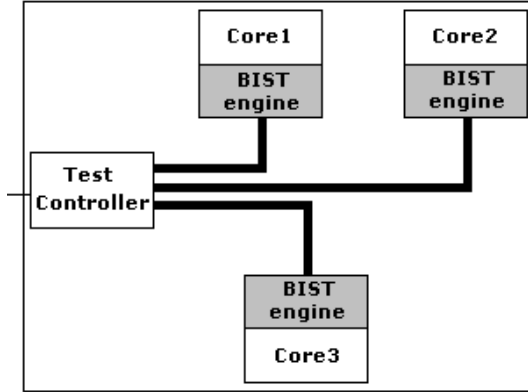 Core1
BIST
engine
Core2
BIST
engine
Test
Controller
BIST
engine
Core3